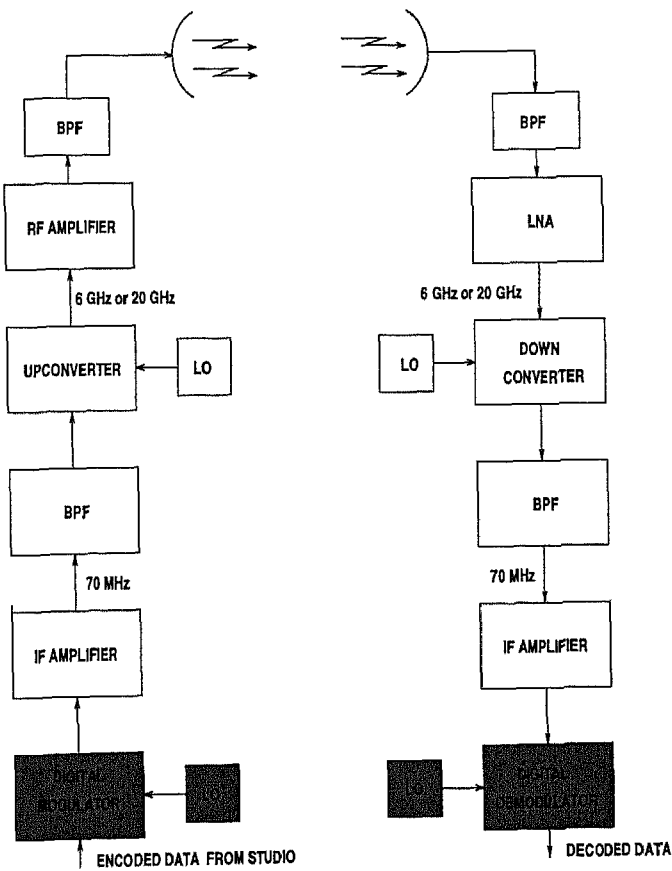 BPF
RF AMPLIFIER
6 GHz or 20 GHz
UPCONVERTER
LO
BPF
70 MHz
IF AMPLIFIER
DIGITAL
MODULATOR
LO
ENCODED DATA FROM STUDIO
BPF
LNA
6 GHz or 20 GHz
LO
DOWN
CONVERTER
BPF
70 MHz
IF AMPLIFIER
LO
DIGITAL
DEMODULATOR
DECODED DATA